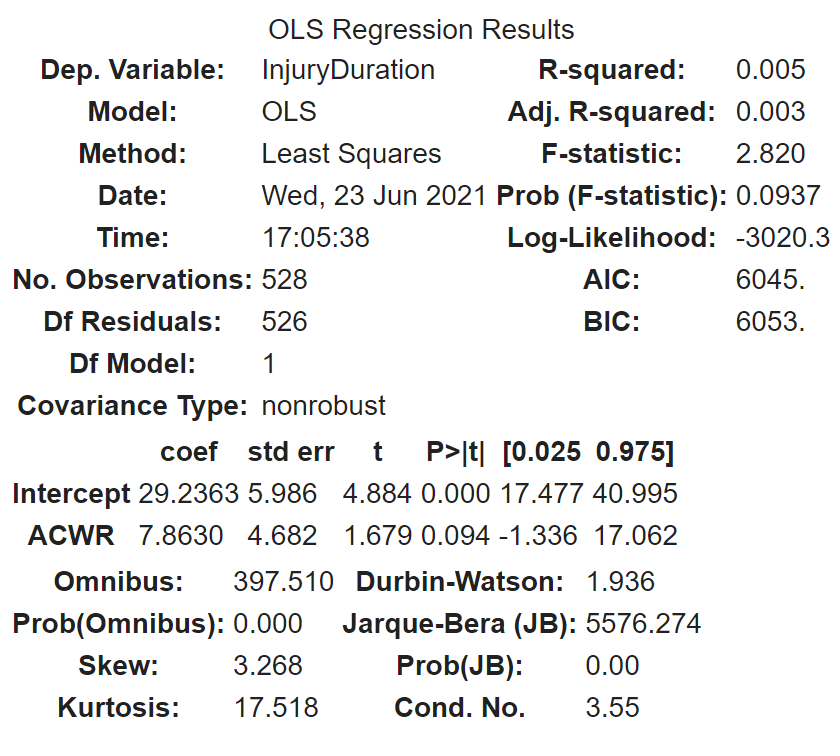 OLS Regression Results
Dep. Variable: InjuryDuration R-squared: 0.005
Model: OLS Adj. R-squared: 0.003
Method: Least Squares F-statistic: 2.820
Date: Wed, 23 Jun 2021 Prob (F-statistic): 0.0937
Time: 17:05:38 Log-Likelihood: -3020.3
No. Observations: 528 AIC: 6045.
Df Residuals: 526 BIC: 6053.
Df Model: 1
Covariance Type: nonrobust
coef std err t P>|t| [0.025 0.975]
Intercept 29.2363 5.986 4.884 0.000 17.477 40.995
ACWR 7.8630 4.682 1.679 0.094 -1.336 17.062
Omnibus: 397.510 Durbin-Watson: 1.936
Prob(Omnibus): 0.000 Jarque-Bera (JB): 5576.274
Skew: 3.268 Prob(JB): 0.00
Kurtosis: 17.518 Cond. No. 3.55